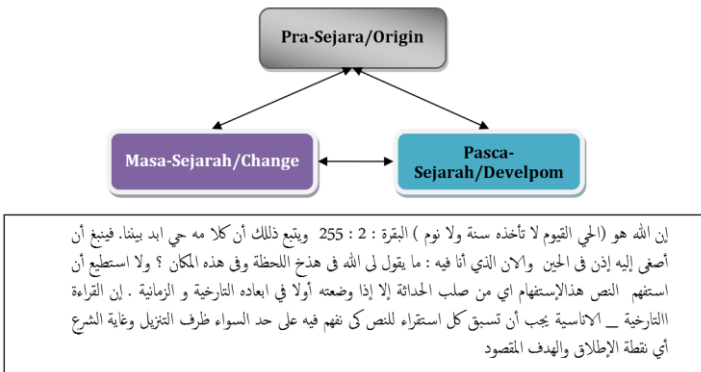 Pra-Sejara/Origin
Masa-Sejarah/Change
Pasca-
Sejarah/Develpom
إن الله هو (الحي القيوم لا تأخذه سنة ولا نوم ) البقرة : 2 : 255 ويتبع ذللك أن كلا مه حي ابد بيننا. فينبغ أن
أصغى إليه إذن فى الحين والان الذي أنا فيه : ما يقول لى الله فى هذخ اللحظة وفى هذه المكان ؟ ولا استطيع أن
استفهم النص هذالإستفهام اي من صلب الحداثة إلا إذا وضعته أولا في ابعاده التارخية و الزمانية . إن القراءة
االتارخية _ الاناسية يجب أن تسبق كل استقراء للنص كى نفهم فيه على حد السواء ظرف التنزيل وغاية الشرع
أي نقطة الإطلاق والهدف المقصود